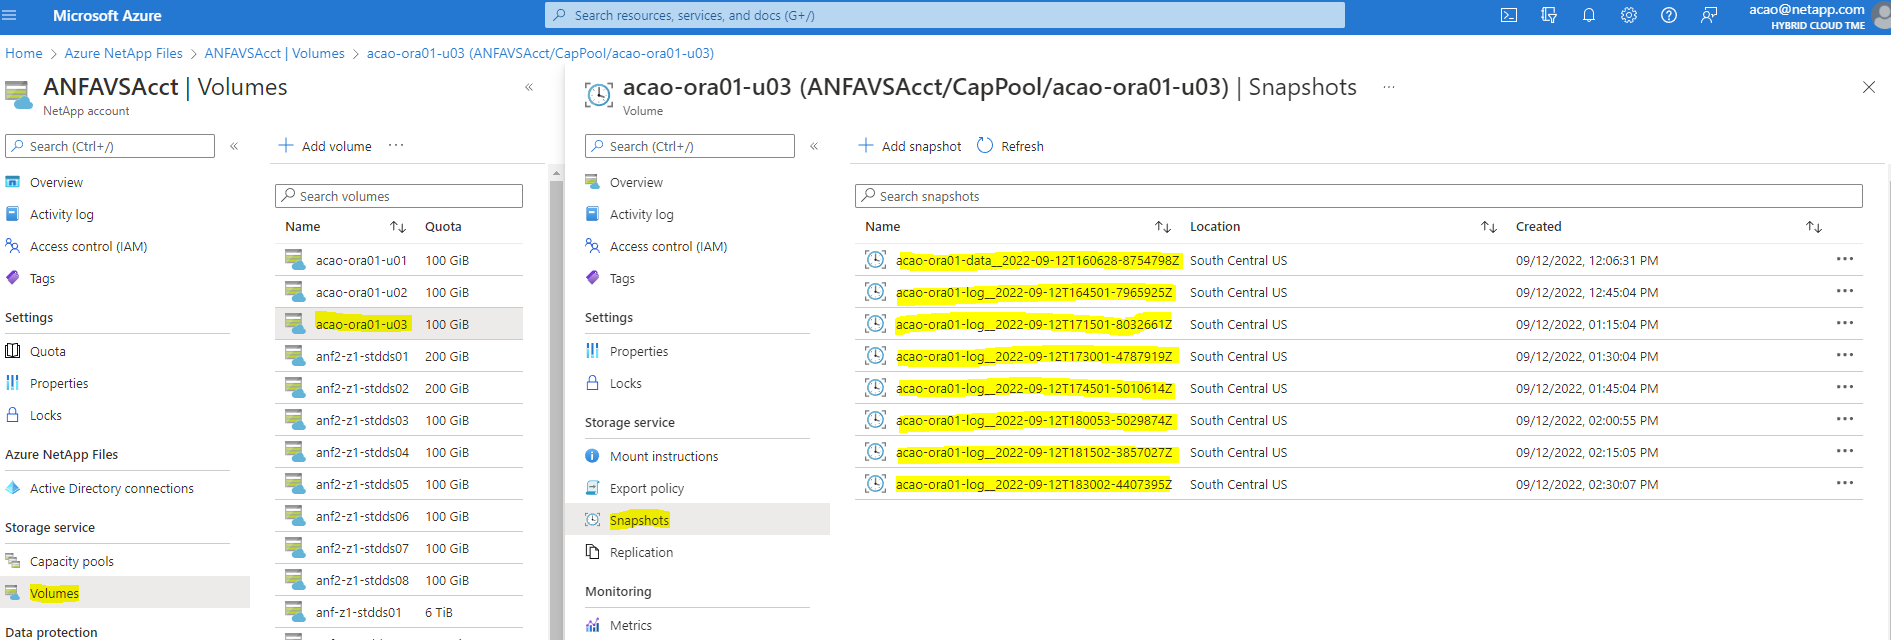 Microsoft Azure
Search resources, services, and docs (G+/)
acao@netapp.com
HYBRID CLOUD TME
Home > Azure NetApp Files > ANFAVSAcct | Volumes > acao-ora01-u03 (ANFAVSAcct/CapPool/acao-ora01-u03)
ANFAVSAcct | Volumes
NetApp account
Search (Ctrl+/)
Overview
Activity log
Access control (IAM)
Tags
Settings
Quota
Properties
Locks
Azure NetApp Files
Active Directory connections
Storage service
Capacity pools
Volumes
Data protection
+ Add volume ...
Search volumes
Name Quota
acao-ora01-u01 100 GiB
acao-ora01-u02 100 GiB
acao-ora01-u03 100 GiB
anf2-z1-stdds01 200 GiB
anf2-z1-stdds02 200 GiB
anf2-z1-stdds03 100 GiB
anf2-z1-stdds04 100 GiB
anf2-z1-stdds05 100 GiB
anf2-z1-stdds06 100 GiB
anf2-z1-stdds07 100 GiB
anf2-z1-stdds08 100 GiB
anf-z1-stdds01 6 TiB
acao-ora01-u03 (ANFAVSAcct/CapPool/acao-ora01-u03) | Snapshots ...
Volume
Search (Ctrl+/)
Overview
Activity log
Access control (IAM)
Tags
Settings
Properties
Locks
Storage service
Mount instructions
Export policy
Snapshots
Replication
Monitoring
Metrics
+ Add snapshot Refresh
Search snapshots
Name Location Created
acao-ora01-data__2022-09-12T160628-8754798Z South Central US 09/12/2022, 12:06:31 PM ...
acao-ora01-log__2022-09-12T164501-7965925Z South Central US 09/12/2022, 12:45:04 PM ...
acao-ora01-log__2022-09-12T171501-8032661Z South Central US 09/12/2022, 01:15:04 PM ...
acao-ora01-log__2022-09-12T173001-4787919Z South Central US 09/12/2022, 01:30:04 PM ...
acao-ora01-log__2022-09-12T174501-5010614Z South Central US 09/12/2022, 01:45:04 PM ...
acao-ora01-log__2022-09-12T180053-5029874Z South Central US 09/12/2022, 02:00:55 PM ...
acao-ora01-log__2022-09-12T181502-3857027Z South Central US 09/12/2022, 02:15:05 PM ...
acao-ora01-log__2022-09-12T183002-4407395Z South Central US 09/12/2022, 02:30:07 PM ...